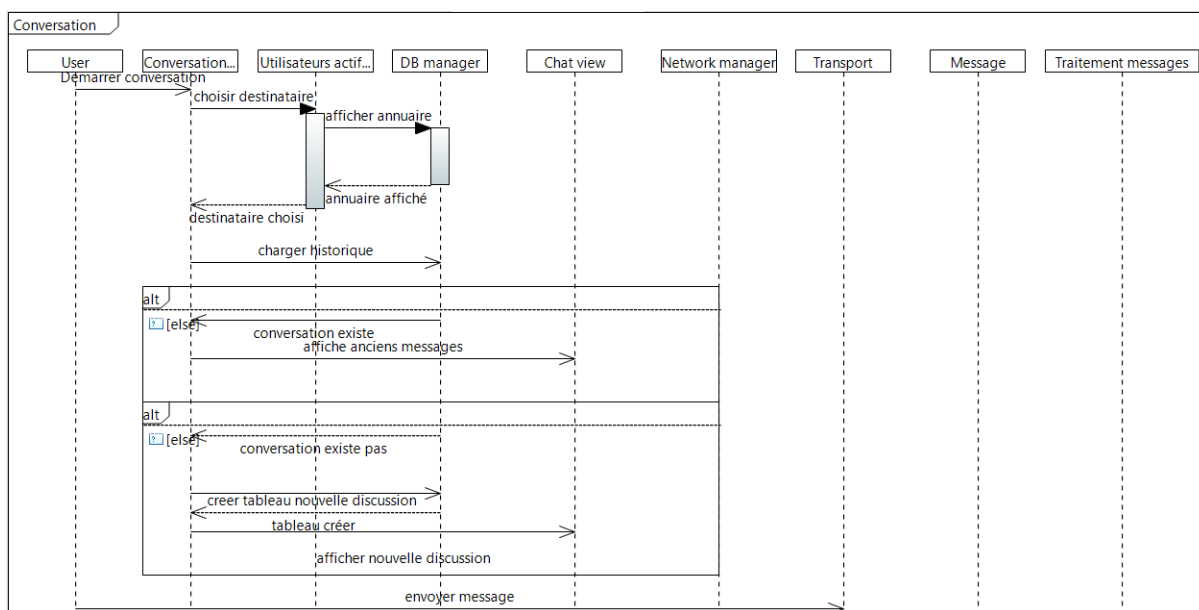 Conversation
User
Conversation...
Utilisateurs actif...
DB manager
Chat view
Network manager
Transport
Message
Traitement messages
Démarrer conversation
choisir destinataire
afficher annuaire
annuaire affiché
destinataire choisi
charger historique
alt
[else]
conversation existe
affiche anciens messages
alt
[else]
conversation existe pas
creer tableau nouvelle discussion
tableau créer
afficher nouvelle discussion
envoyer message